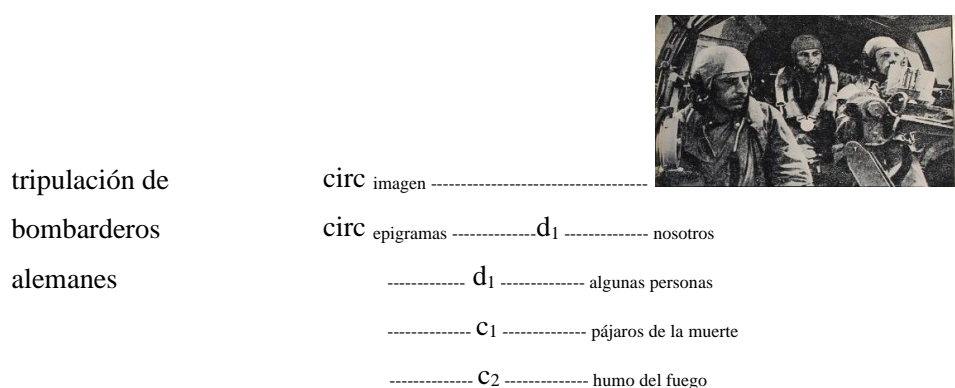 tripulación de circ imagen ------------------------------------
bombarderos circ epigramas --------------d1 -------------- nosotros
alemanes ------------- d1 -------------- algunas personas
-------------- c1 -------------- pájaros de la muerte
-------------- c2 -------------- humo del fuego